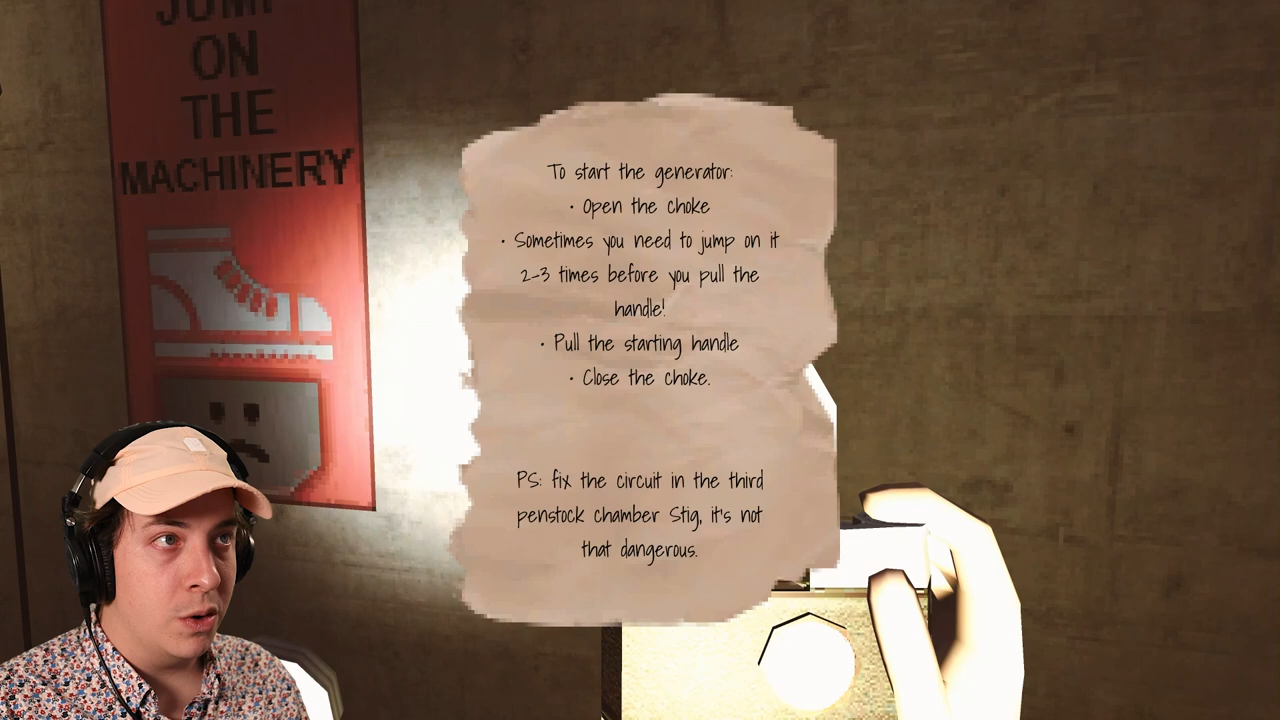 JUMP
ON
THE
MACHINERY
To start the generator:
• Open the choke
• Sometimes you need to jump on it
2-3 times before you pull the
handle!
• Pull the starting handle
• Close the choke.
PS: fix the circuit in the third
penstock chamber Stig, it's not
that dangerous.